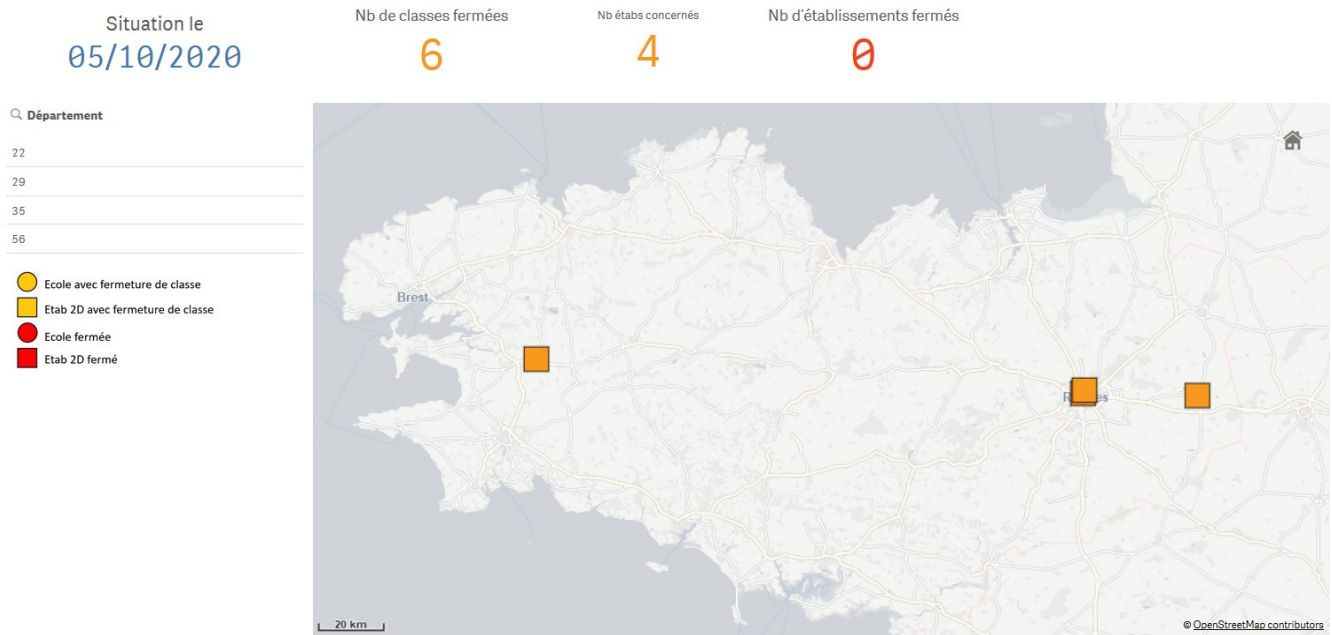 Situation le
05/10/2020
Nb de classes fermées
6
Nb étabs concernés
4
Nb d'établissements fermés
0
Département
22
29
35
56
Ecole avec fermeture de classe
Etab 2D avec fermeture de classe
Ecole fermée
Etab 2D fermé
Brest
20 km
© OpenStreetMap contributors